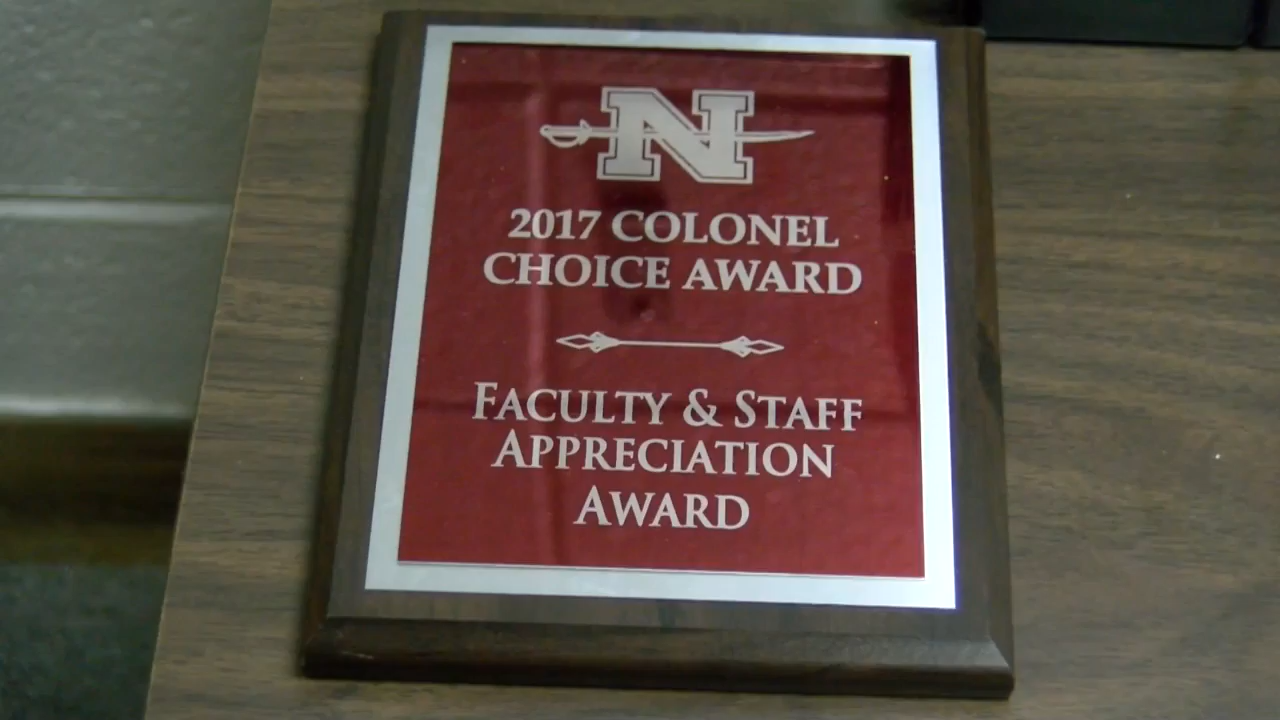 N
2017 COLONEL
CHOICE AWARD
FACULTY & STAFF
APPRECIATION
AWARD